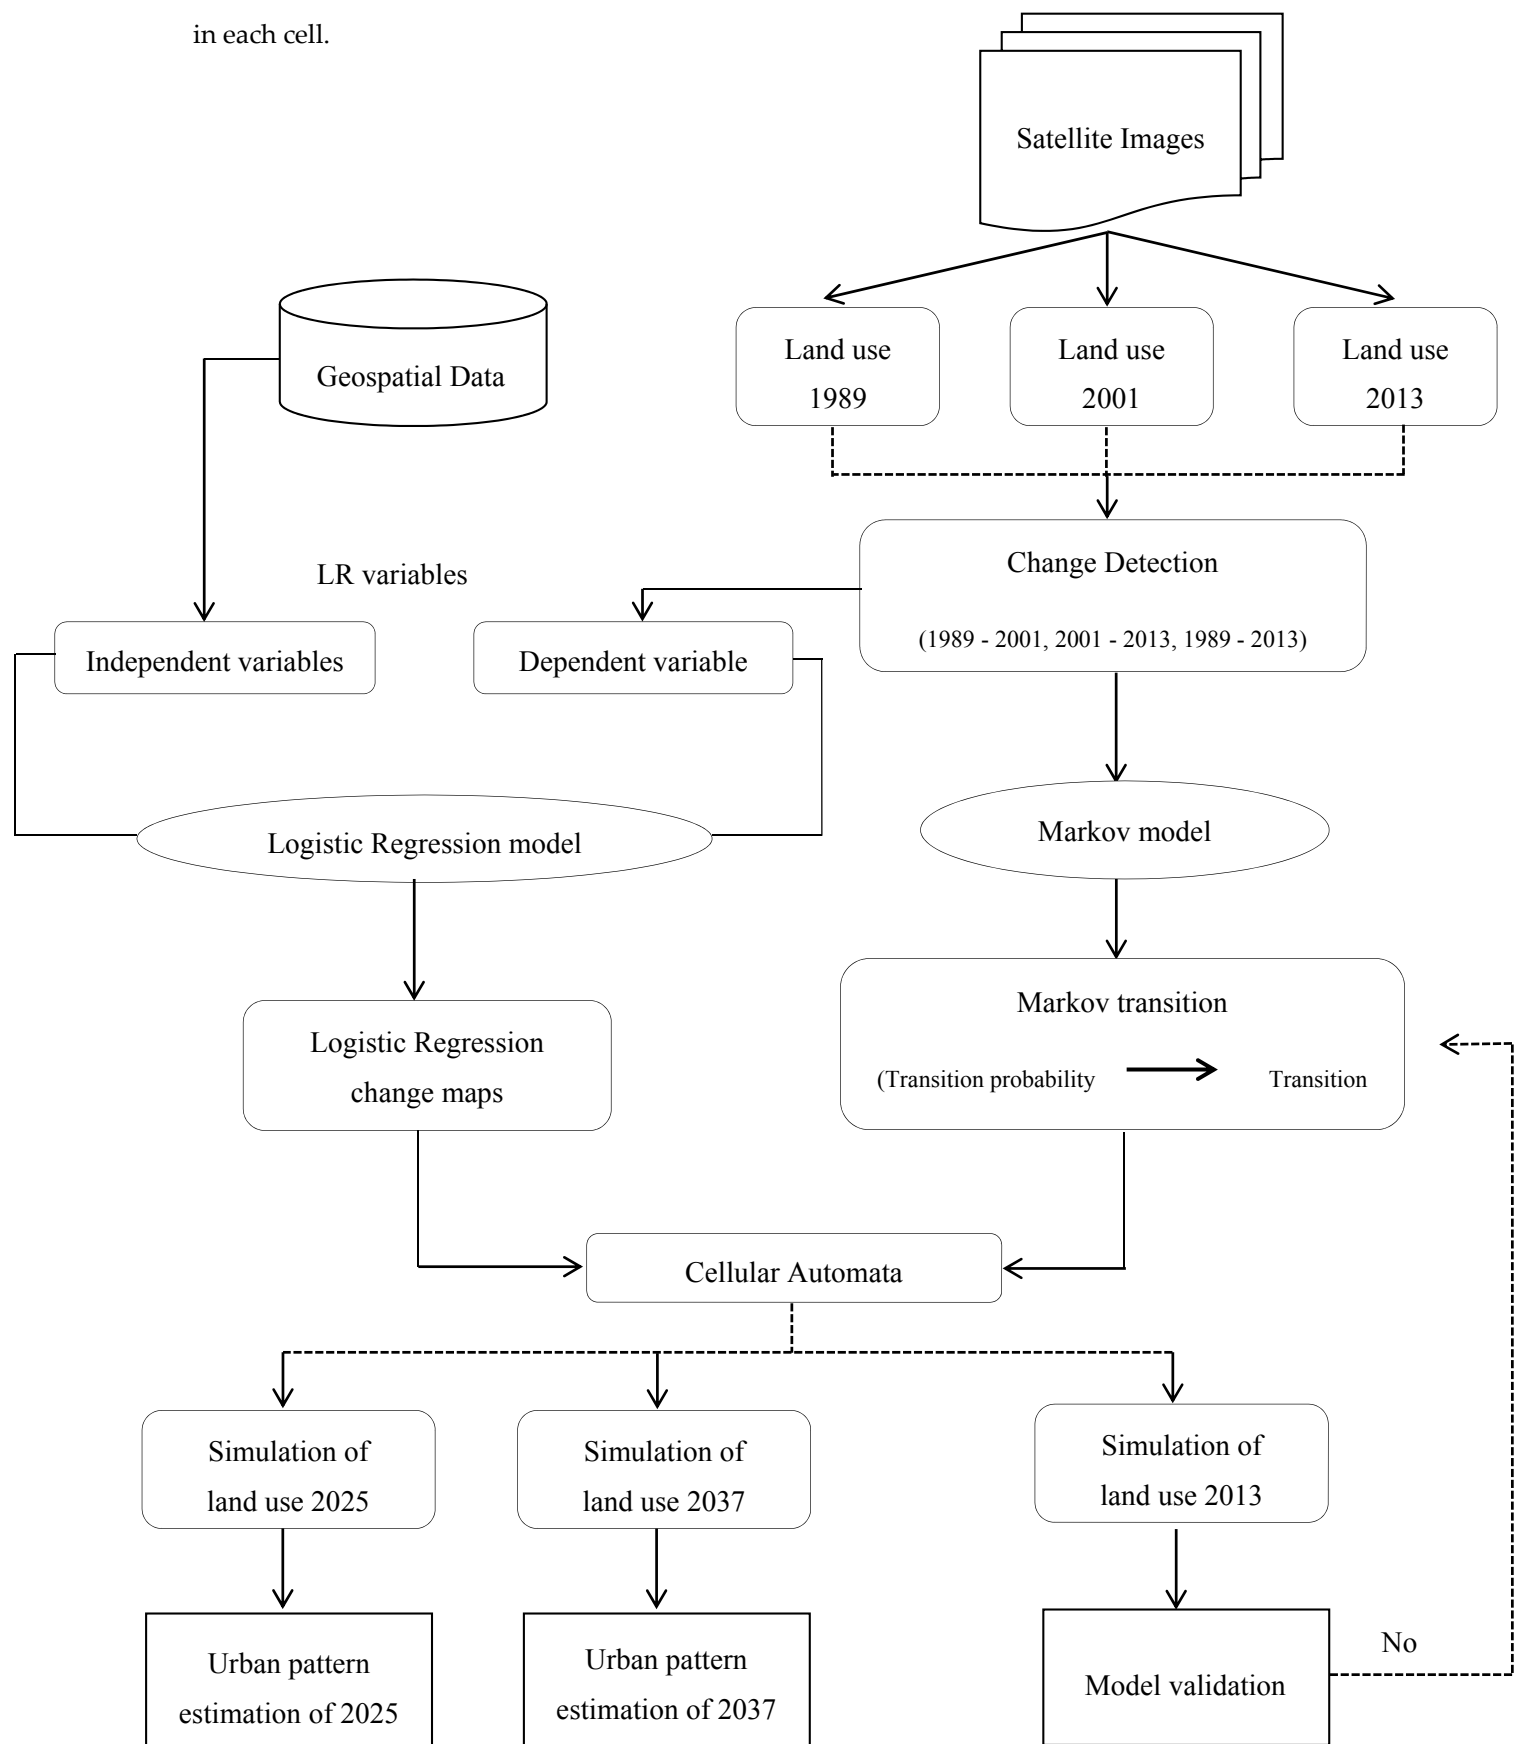 in each cell.
Satellite Images
Land use
1989
Land use
2001
Land use
2013
Geospatial Data
LR variables
Change Detection
(1989 - 2001, 2001 - 2013, 1989 - 2013)
Independent variables
Dependent variable
Logistic Regression model
Markov model
Logistic Regression
change maps
Markov transition
(Transition probability
Transition
Cellular Automata
Simulation of
land use 2025
Simulation of
land use 2037
Simulation of
land use 2013
Urban pattern
estimation of 2025
Urban pattern
estimation of 2037
Model validation
No